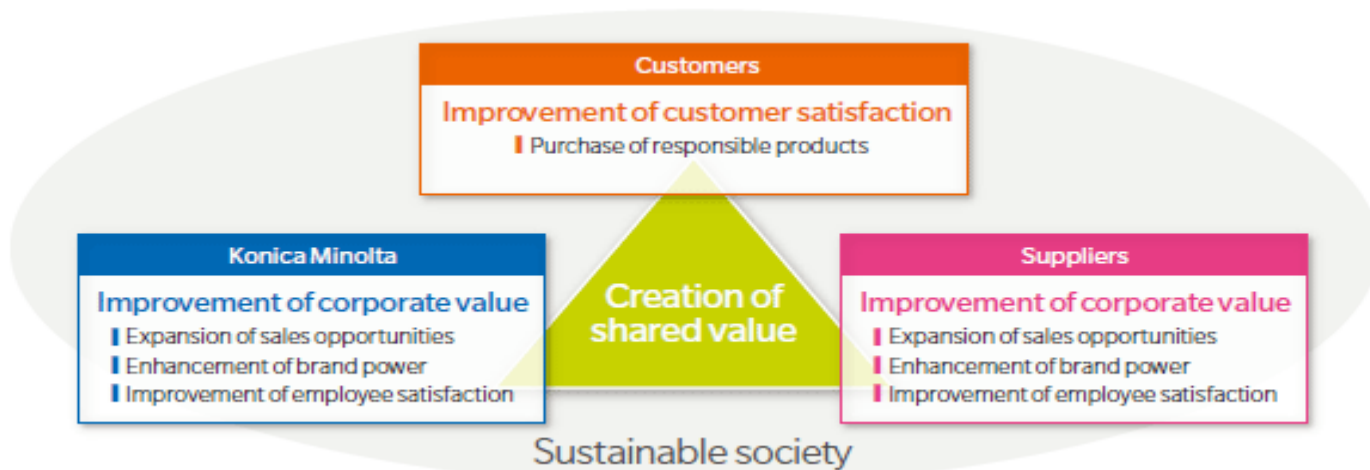 Customers
Improvement of customer satisfaction
Purchase of responsible products
Konica Minolta
Improvement of corporate value
Expansion of sales opportunities
Enhancement of brand power
Improvement of employee satisfaction
Creation of
shared value
Suppliers
Improvement of corporate value
Expansion of sales opportunities
Enhancement of brand power
Improvement of employee satisfaction
Sustainable society